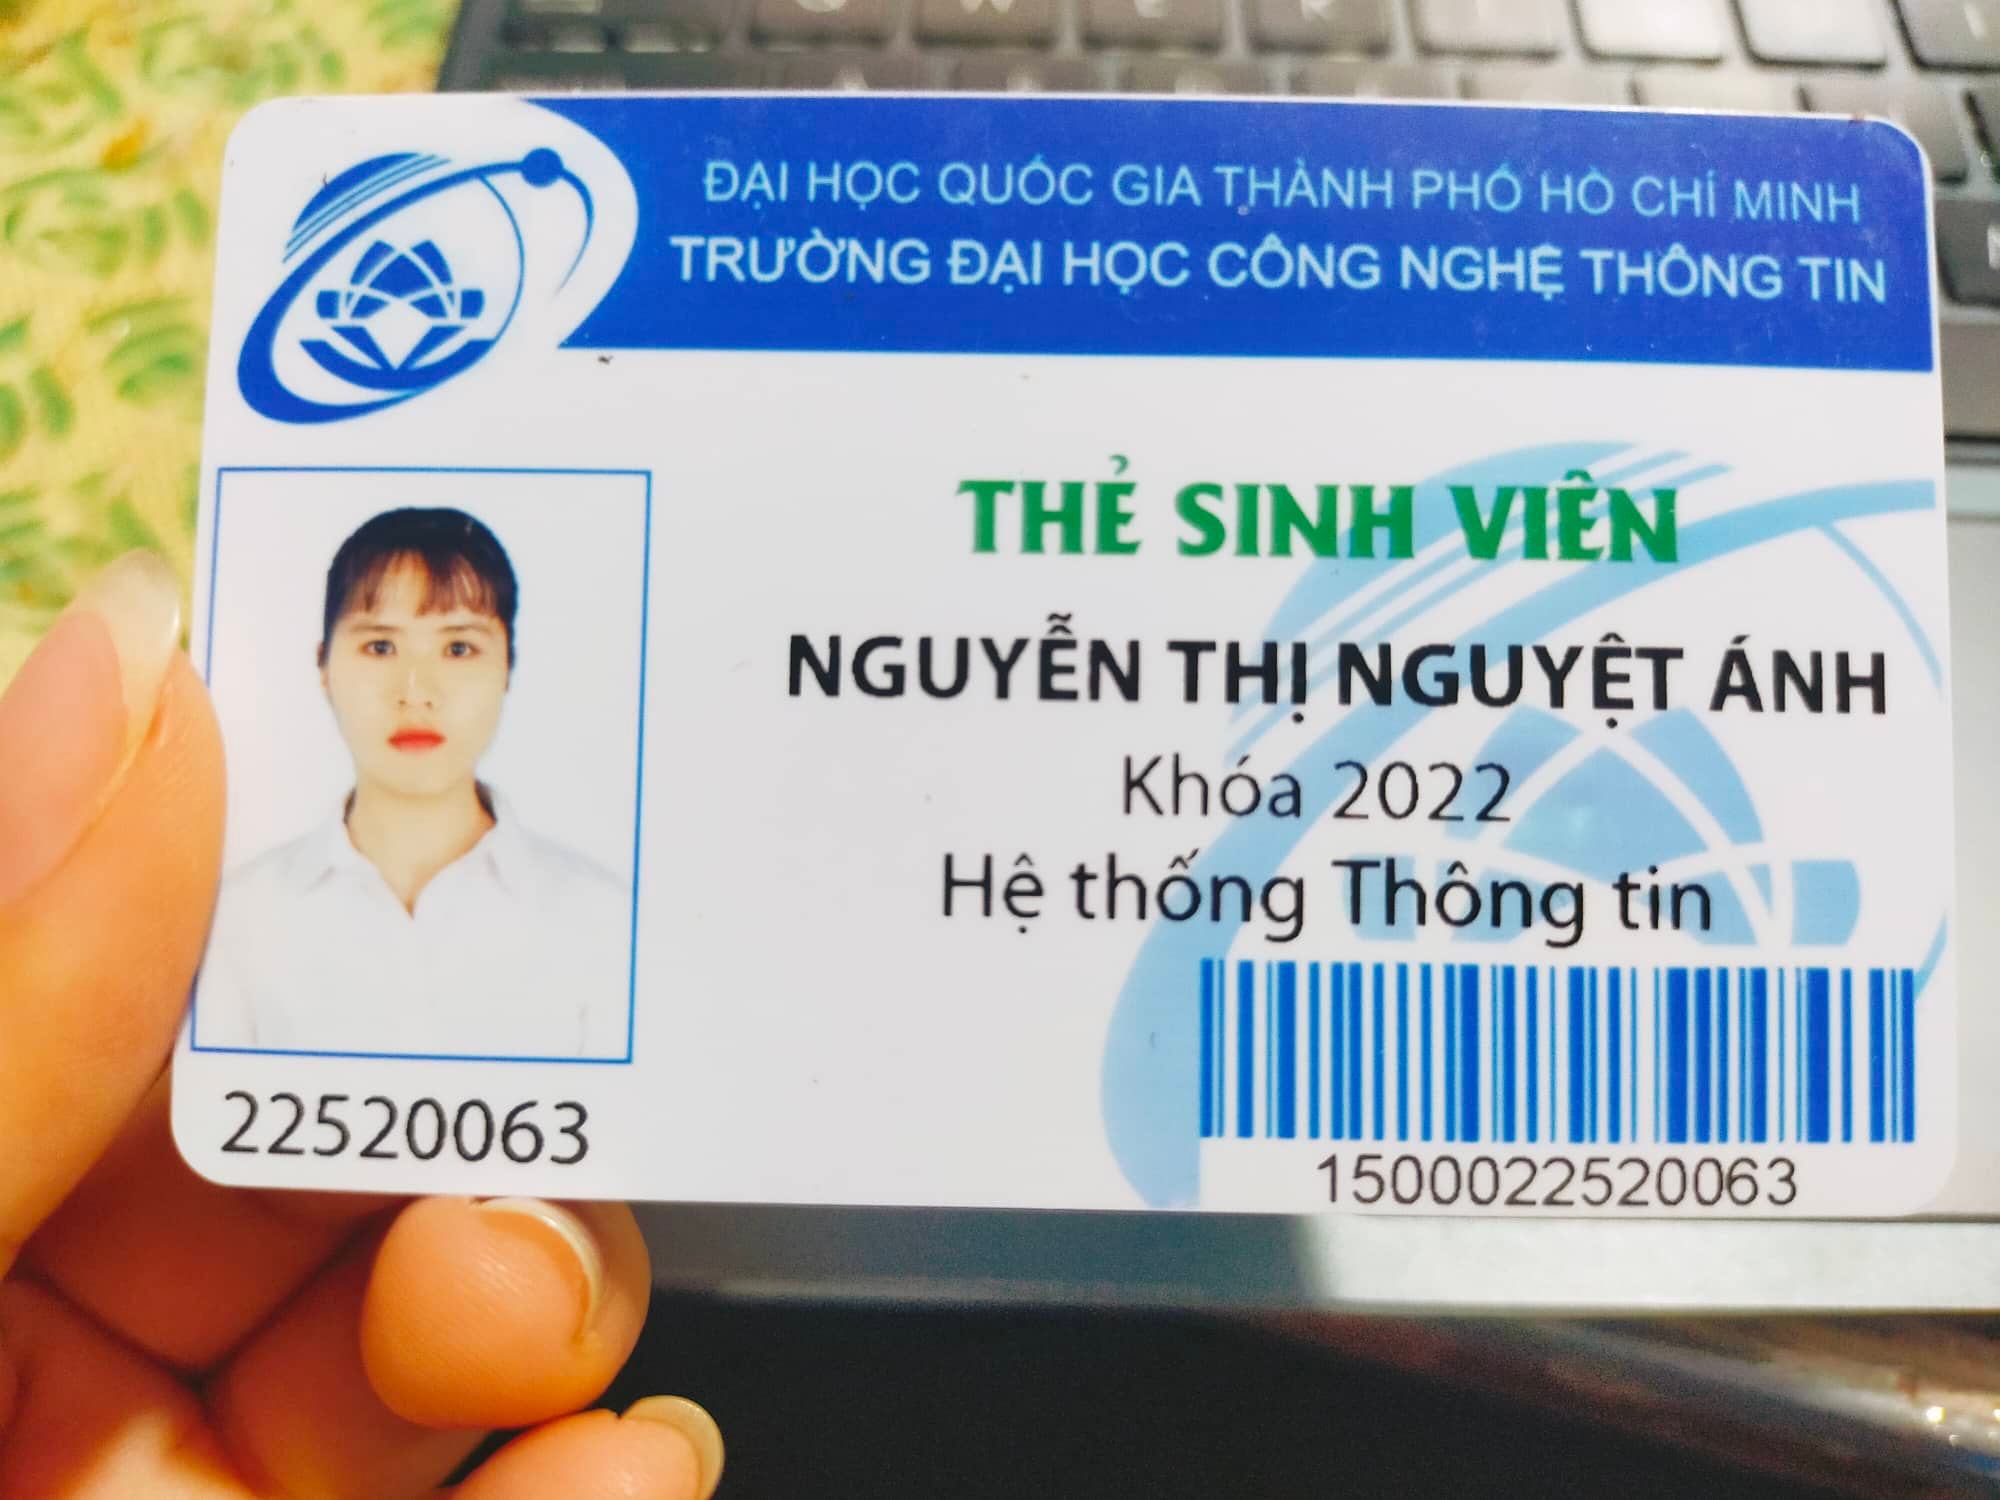 ĐẠI HỌC QUỐC GIA THÀNH PHỐ HỒ CHÍ MINH
TRƯỜNG ĐẠI HỌC CÔNG NGHỆ THÔNG TIN
THẺ SINH VIÊN
NGUYỄN THỊ NGUYỆT ÁNH
Khóa 2022
Hệ thống Thông tin
22520063
1500022520063